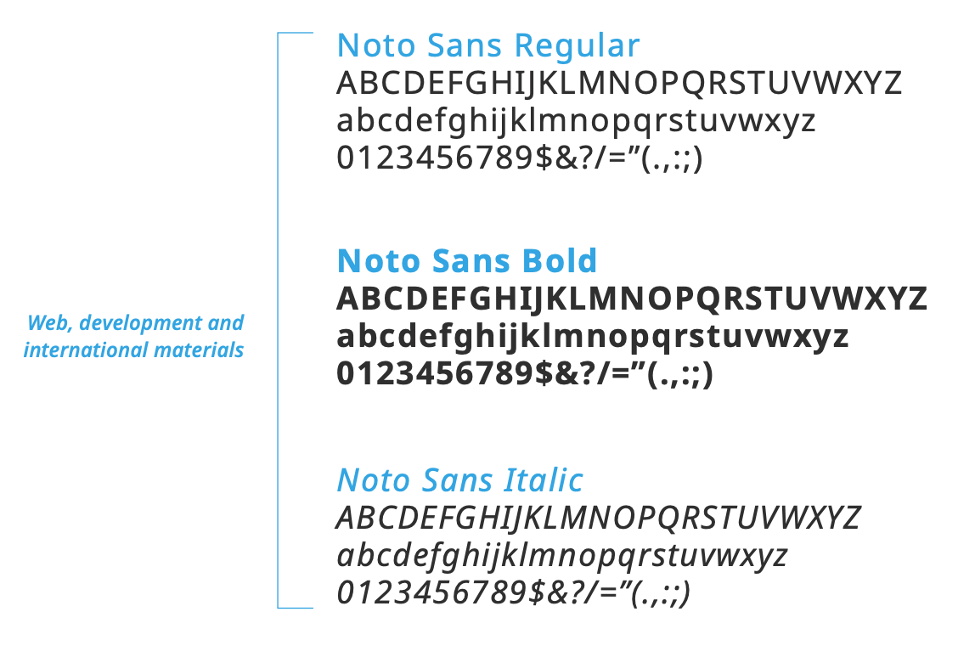 Web, development and
international materials
Noto Sans Regular
ABCDEFGHIJKLMNOPQRSTUVWXYZ
abcdefghijklmnopqrstuvwxyz
0123456789$&?/=”(.,:;)
Noto Sans Bold
ABCDEFGHIJKLMNOPQRSTUVWXYZ
abcdefghijklmnopqrstuvwxyz
0123456789$&?/=”(.,:;)
Noto Sans Italic
ABCDEFGHIJKLMNOPQRSTUVWXYZ
abcdefghijklmnopqrstuvwxyz
0123456789$&?/=”(.,:;)